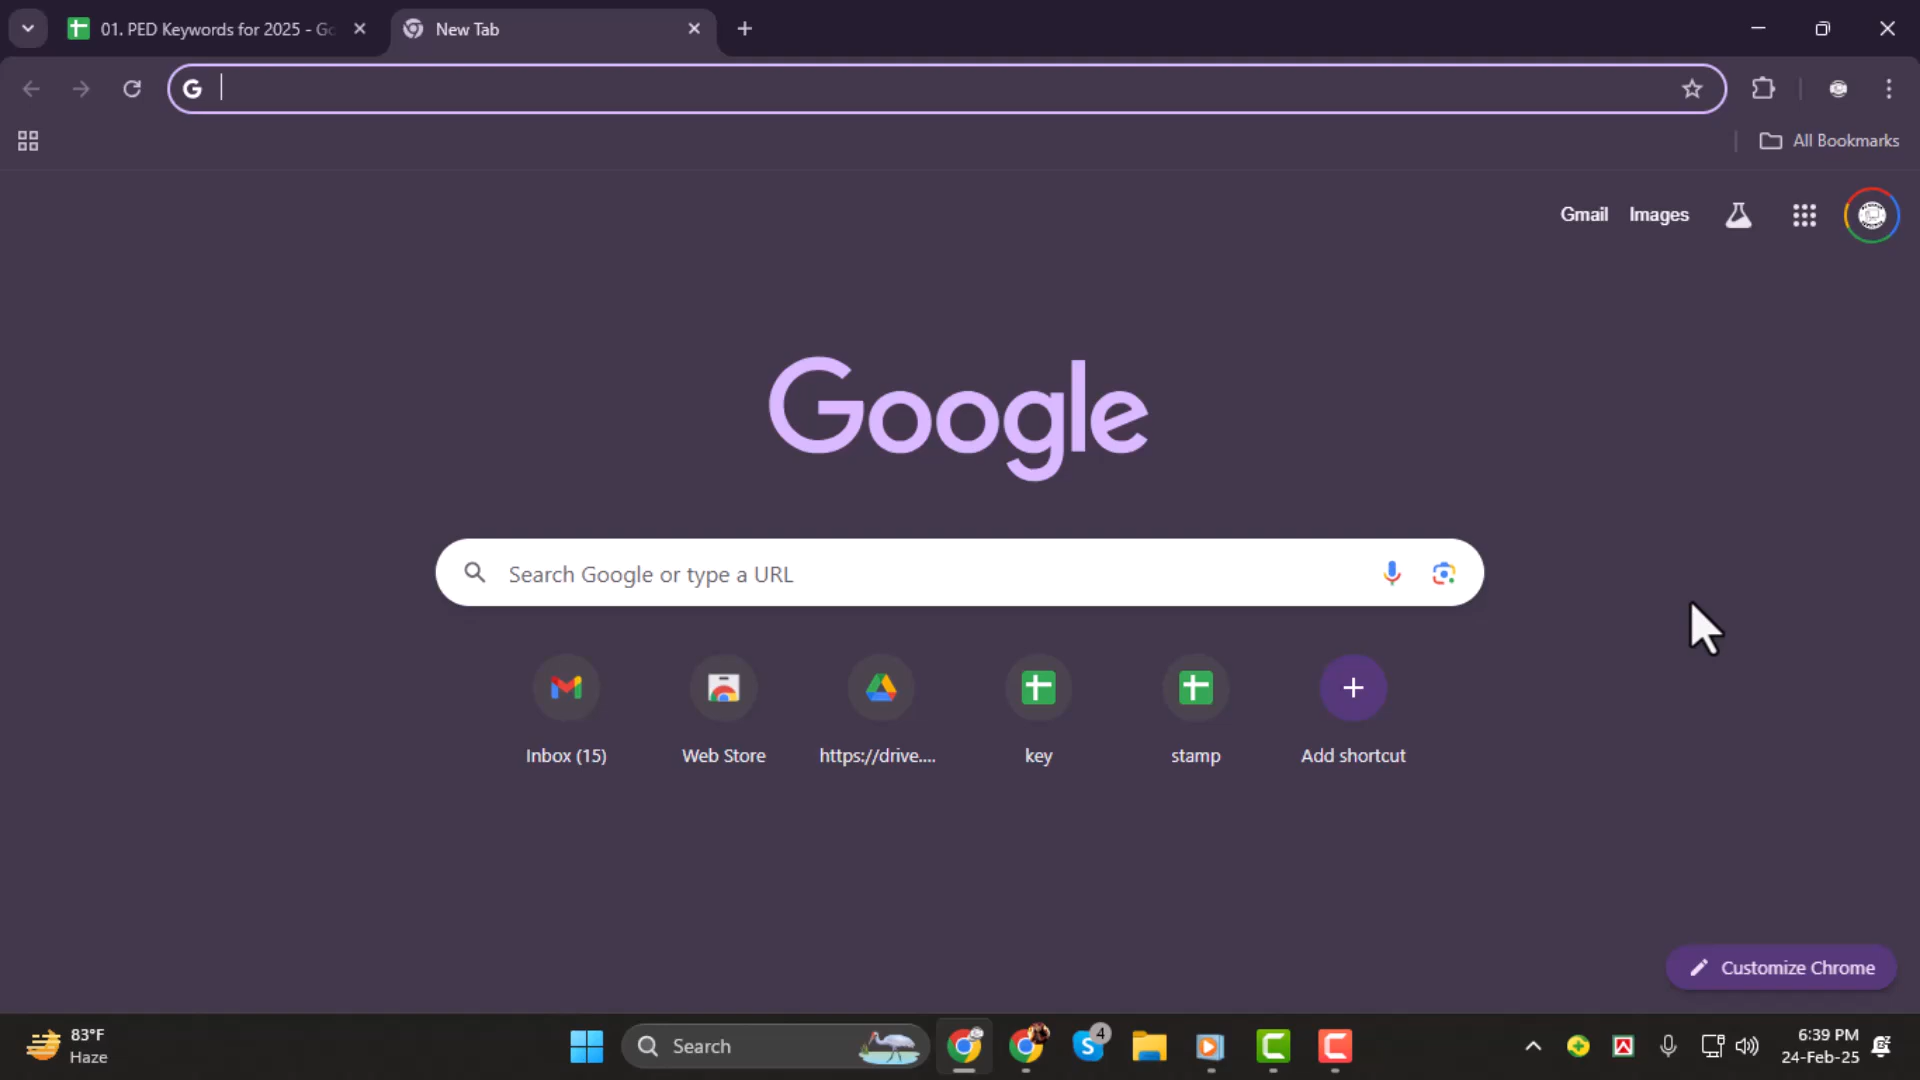 01. PED Keywords for 2025 - Go
New Tab
All Bookmarks
Gmail
Images
Google
Search Google or type a URL
Inbox (15)
Web Store
https://drive....
key
stamp
Add shortcut
Customize Chrome
83°F
Haze
Search
4
6:39 PM
24-Feb-25